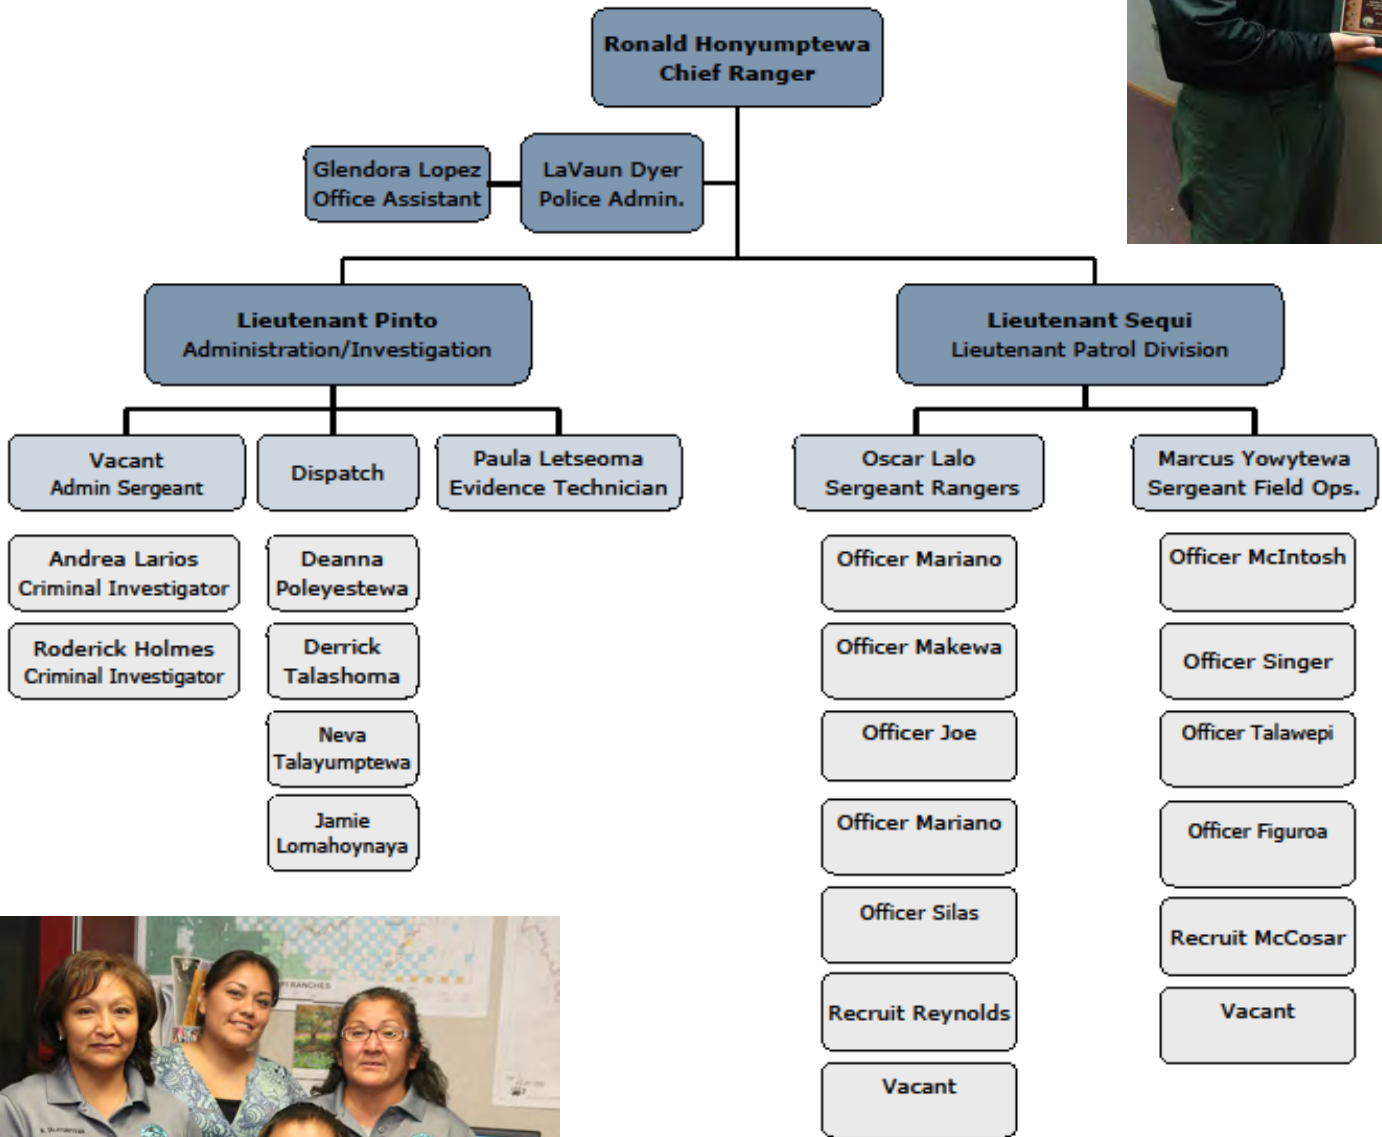 Ronald Honyumptewa
Chief Ranger
Glendora Lopez
Office Assistant
LaVaun Dyer
Police Admin.
Lieutenant Pinto
Administration/Investigation
Lieutenant Sequi
Lieutenant Patrol Division
Vacant
Admin Sergeant
Dispatch
Paula Letseoma
Evidence Technician
Oscar Lalo
Sergeant Rangers
Marcus Yowytewa
Sergeant Field Ops.
Andrea Larios
Criminal Investigator
Roderick Holmes
Criminal Investigator
Deanna
Poleyestewa
Derrick
Talashoma
Neva
Talayumptewa
Jamie
Lomahoynaya
Officer Mariano
Officer Makewa
Officer Joe
Officer Mariano
Officer Silas
Recruit Reynolds
Vacant
Officer McIntosh
Officer Singer
Officer Talawepi
Officer Figuroa
Recruit McCosar
Vacant
RANCHES